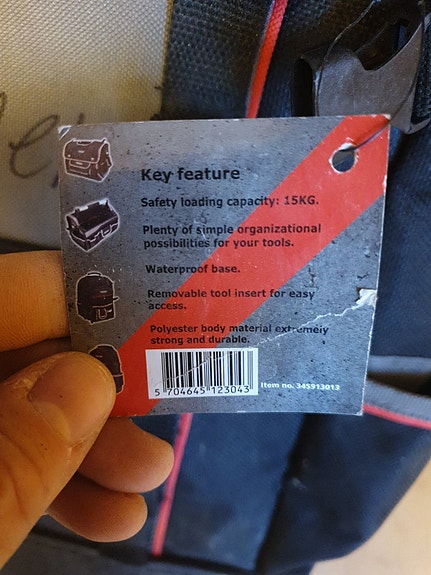 Key feature
Safety loading capacity: 15KG.
Plenty of simple organizational
possibilities for your tools.
Waterproof base.
Removable tool insert for easy
access.
Polyester body material extremely
strong and durable.
5 704645 123043
Item no. 345913013